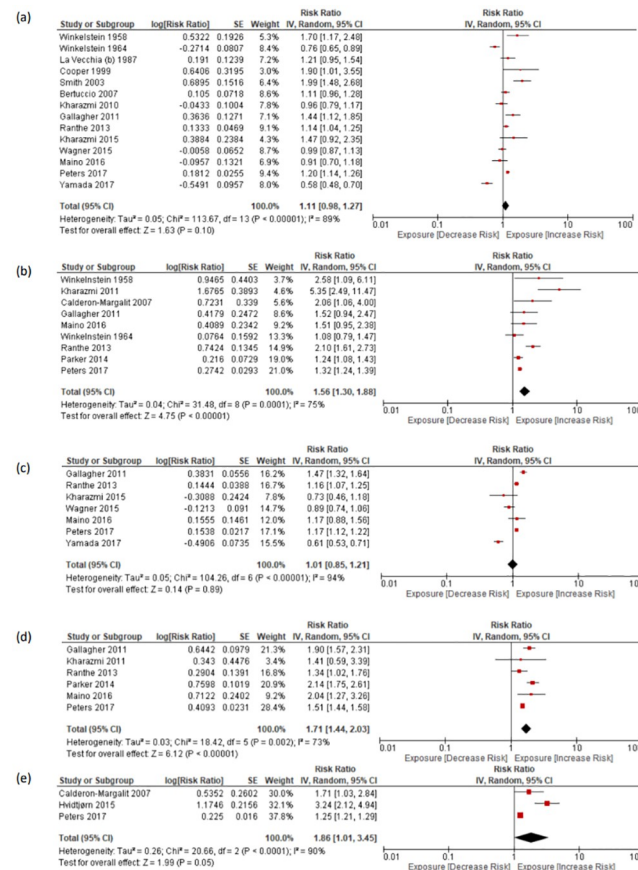 (a)
Risk Ratio Risk Ratio
Study or Subgroup log[Risk Ratio] SE Weight IV, Random, 95% CI IV, Random, 95% CI
Winkelstein 1958 0.5322 0.1926 5.3% 1.70 [1.17, 2.48]
Winkelstein 1964 -0.2714 0.0807 8.2% 0.76 [0.65, 0.89]
La Vecchia (b) 1987 0.191 0.1239 7.1% 1.21 [0.95, 1.54]
Cooper 1999 0.6406 0.3195 2.9% 1.90 [1.01, 3.55]
Smith 2003 0.6895 0.1516 6.4% 1.99 [1.48, 2.68]
Bertuccio 2007 0.105 0.0718 8.4% 1.11 [0.96, 1.28]
Kharazmi 2010 -0.0433 0.1004 7.7% 0.96 [0.79, 1.17]
Gallagher 2011 0.3636 0.1271 7.0% 1.44 [1.12, 1.85]
Ranthe 2013 0.1333 0.0469 8.9% 1.14 [1.04, 1.25]
Kharazmi 2015 0.3884 0.2384 4.2% 1.47 [0.92, 2.35]
Wagner 2015 -0.0058 0.0652 8.5% 0.99 [0.87, 1.13]
Maino 2016 -0.0957 0.1321 6.9% 0.91 [0.70, 1.18]
Peters 2017 0.1812 0.0255 9.2% 1.20 [1.14, 1.26]
Yamada 2017 -0.5491 0.0957 7.8% 0.58 [0.48, 0.70]
Total (95% CI) 100.0% 1.11 [0.98, 1.27]
Heterogeneity: Tau² = 0.05; Chi² = 113.67, df = 13 (P < 0.00001); I² = 89%
Test for overall effect: Z = 1.63 (P = 0.10)
0.01 0.1 1 10 100
Exposure [Decrease Risk] Exposure [Increase Risk]
(b)
Risk Ratio Risk Ratio
Study or Subgroup log[Risk Ratio] SE Weight IV, Random, 95% CI IV, Random, 95% CI
Winkelnstein 1958 0.9465 0.4403 3.7% 2.58 [1.09, 6.11]
Kharazmi 2011 1.6765 0.3893 4.6% 5.35 [2.49, 11.47]
Calderon-Margalit 2007 0.7231 0.339 5.6% 2.06 [1.06, 4.00]
Gallagher 2011 0.4179 0.2472 8.6% 1.52 [0.94, 2.47]
Maino 2016 0.4089 0.2342 9.2% 1.51 [0.95, 2.38]
Winkelnstein 1964 0.0764 0.1592 13.3% 1.08 [0.79, 1.47]
Ranthe 2013 0.7424 0.1345 15.0% 2.10 [1.61, 2.73]
Parker 2014 0.216 0.0729 19.0% 1.24 [1.08, 1.43]
Peters 2017 0.2742 0.0293 21.0% 1.32 [1.24, 1.39]
Total (95% CI) 100.0% 1.56 [1.30, 1.88]
Heterogeneity: Tau² = 0.04; Chi² = 31.48, df = 8 (P = 0.0001); I² = 75%
Test for overall effect: Z = 4.75 (P < 0.00001)
0.01 0.1 1 10 100
Exposure [Decrease Risk] Exposure [Increase Risk]
(c)
Risk Ratio Risk Ratio
Study or Subgroup log[Risk Ratio] SE Weight IV, Random, 95% CI IV, Random, 95% CI
Gallagher 2011 0.3831 0.0556 16.2% 1.47 [1.32, 1.64]
Ranthe 2013 0.1444 0.0388 16.7% 1.16 [1.07, 1.25]
Kharazmi 2015 -0.3088 0.2424 7.8% 0.73 [0.46, 1.18]
Wagner 2015 -0.1213 0.091 14.7% 0.89 [0.74, 1.06]
Maino 2016 0.1555 0.1461 12.0% 1.17 [0.88, 1.56]
Peters 2017 0.1538 0.0217 17.0% 1.17 [1.12, 1.22]
Yamada 2017 -0.4906 0.0735 15.5% 0.61 [0.53, 0.71]
Total (95% CI) 100.0% 1.01 [0.85, 1.21]
Heterogeneity: Tau² = 0.05; Chi² = 104.26, df = 6 (P < 0.00001); I² = 94%
Test for overall effect: Z = 0.14 (P = 0.89)
0.01 0.1 1 10 100
Exposure [Decrease Risk] Exposure [Increase Risk]
(d)
Risk Ratio Risk Ratio
Study or Subgroup log[Risk Ratio] SE Weight IV, Random, 95% CI IV, Random, 95% CI
Gallagher 2011 0.6442 0.0979 21.3% 1.90 [1.57, 2.31]
Kharazmi 2011 0.343 0.4476 3.4% 1.41 [0.59, 3.39]
Ranthe 2013 0.2904 0.1391 16.2% 1.34 [1.02, 1.76]
Parker 2014 0.7598 0.1019 20.9% 2.14 [1.75, 2.61]
Maino 2016 0.7122 0.2402 9.2% 2.04 [1.27, 3.26]
Peters 2017 0.4093 0.0231 28.4% 1.51 [1.44, 1.58]
Total (95% CI) 100.0% 1.71 [1.44, 2.03]
Heterogeneity: Tau² = 0.03; Chi² = 18.42, df = 5 (P = 0.002); I² = 73%
Test for overall effect: Z = 6.12 (P < 0.00001)
0.01 0.1 1 10 100
Exposure [Decrease Risk] Exposure [Increase Risk]
(e)
Risk Ratio Risk Ratio
Study or Subgroup log[Risk Ratio] SE Weight IV, Random, 95% CI IV, Random, 95% CI
Calderon-Margalit 2007 0.5352 0.2602 30.0% 1.71 [1.03, 2.84]
Hvidtjørn 2015 1.1746 0.2156 32.1% 3.24 [2.12, 4.94]
Peters 2017 0.225 0.016 37.8% 1.25 [1.21, 1.29]
Total (95% CI) 100.0% 1.86 [1.01, 3.45]
Heterogeneity: Tau² = 0.26; Chi² = 20.66, df = 2 (P < 0.0001); I² = 90%
Test for overall effect: Z = 1.99 (P = 0.05)
0.01 0.1 1 10 100
Exposure [Decrease Risk] Exposure [Increase Risk]